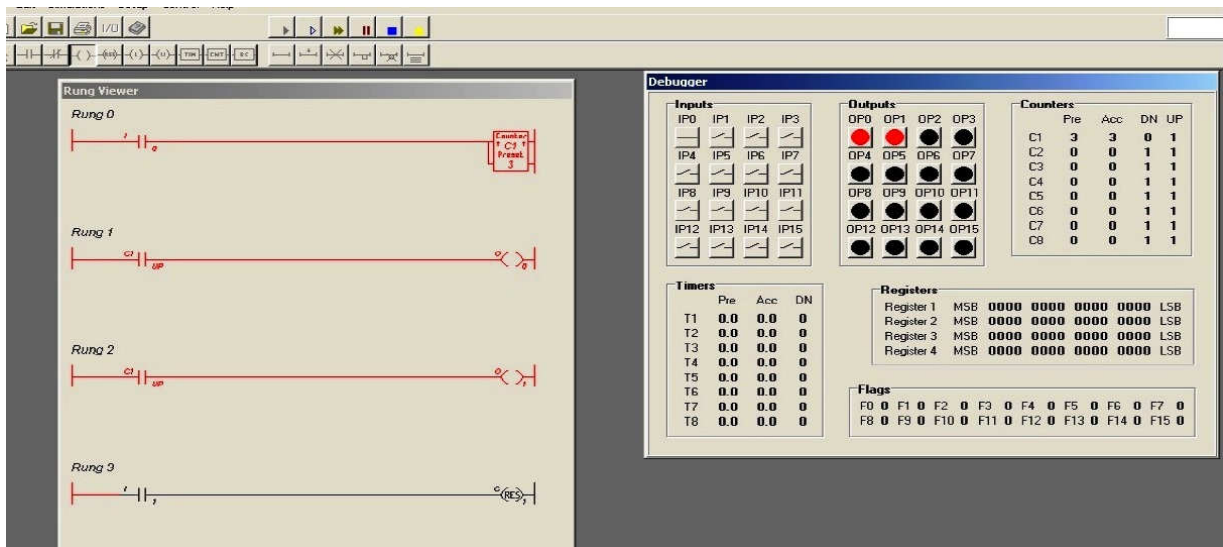 I/O
(RES) (L) (U) TIM CNT SC
Rung Viewer
Rung 0
I
0
Counter
↑ C1 ↑
Preset
3
Rung 1
C1
UP
O
0
Rung 2
C1
UP
O
1
Rung 3
I
1
C
(RES)
1
Debugger
Inputs
IP0 IP1 IP2 IP3
IP4 IP5 IP6 IP7
IP8 IP9 IP10 IP11
IP12 IP13 IP14 IP15
Outputs
OP0 OP1 OP2 OP3
OP4 OP5 OP6 OP7
OP8 OP9 OP10 OP11
OP12 OP13 OP14 OP15
Counters
Pre Acc DN UP
C1 3 3 0 1
C2 0 0 1 1
C3 0 0 1 1
C4 0 0 1 1
C5 0 0 1 1
C6 0 0 1 1
C7 0 0 1 1
C8 0 0 1 1
Timers
Pre Acc DN
T1 0.0 0.0 0
T2 0.0 0.0 0
T3 0.0 0.0 0
T4 0.0 0.0 0
T5 0.0 0.0 0
T6 0.0 0.0 0
T7 0.0 0.0 0
T8 0.0 0.0 0
Registers
Register 1 MSB 0000 0000 0000 0000 LSB
Register 2 MSB 0000 0000 0000 0000 LSB
Register 3 MSB 0000 0000 0000 0000 LSB
Register 4 MSB 0000 0000 0000 0000 LSB
Flags
F0 0 F1 0 F2 0 F3 0 F4 0 F5 0 F6 0 F7 0
F8 0 F9 0 F10 0 F11 0 F12 0 F13 0 F14 0 F15 0